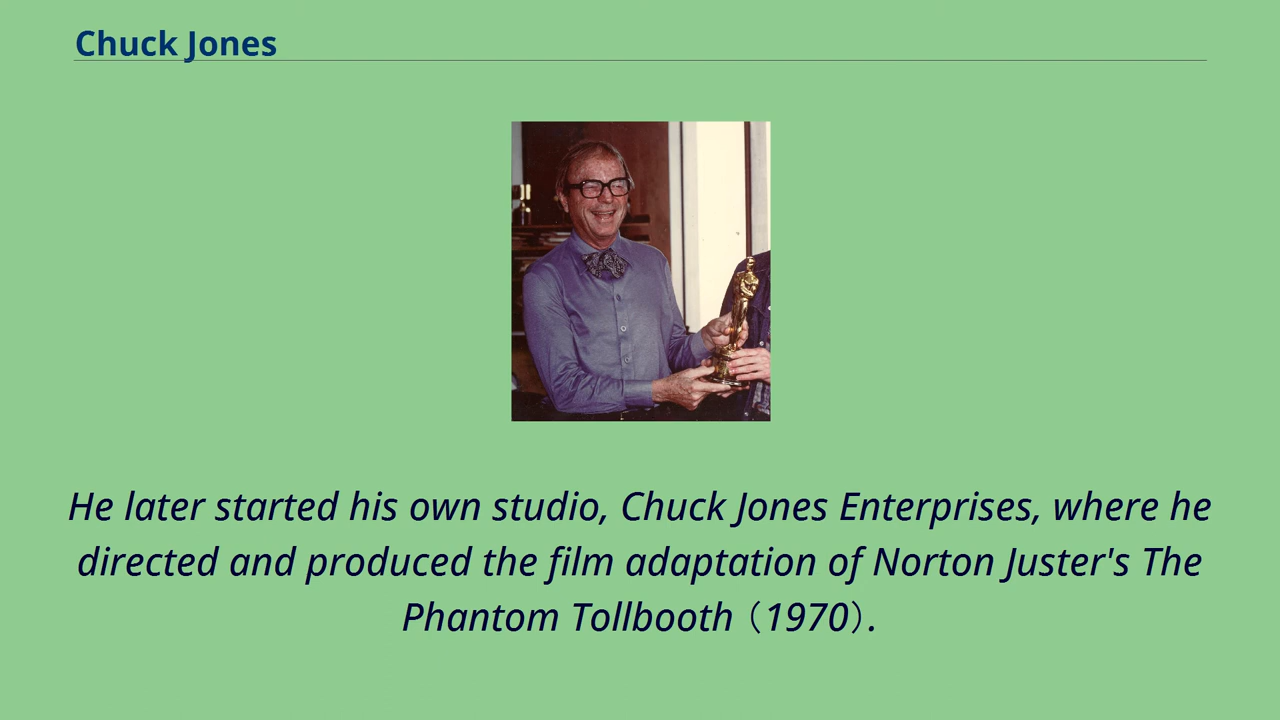 Chuck Jones
He later started his own studio, Chuck Jones Enterprises, where he
directed and produced the film adaptation of Norton Juster's The
Phantom Tollbooth（1970）.